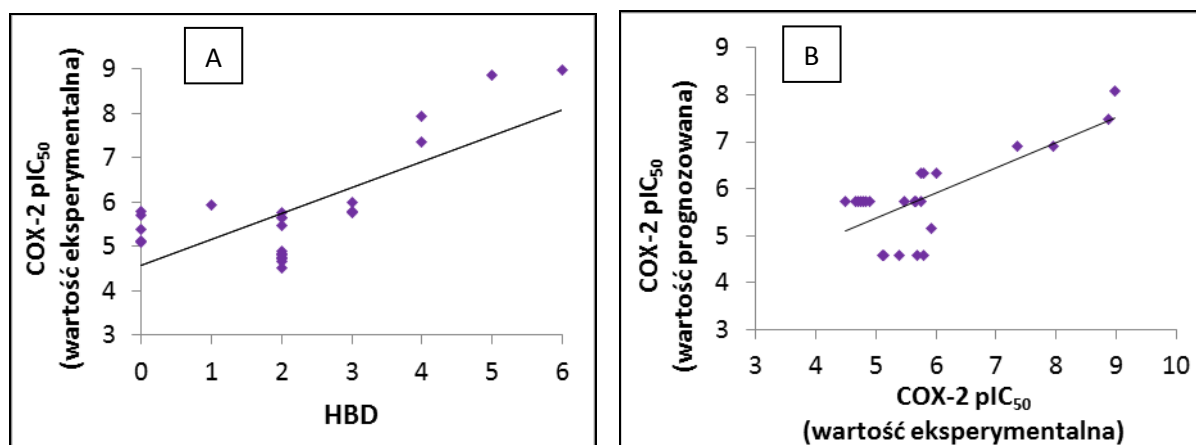 A
COX-2 pIC₅₀
(wartość eksperymentalna)
9
8
7
6
5
4
3
0 1 2 3 4 5 6
HBD
B
COX-2 pIC₅₀
(wartość prognozowana)
9
8
7
6
5
4
3
3 4 5 6 7 8 9 10
COX-2 pIC₅₀
(wartość eksperymentalna)